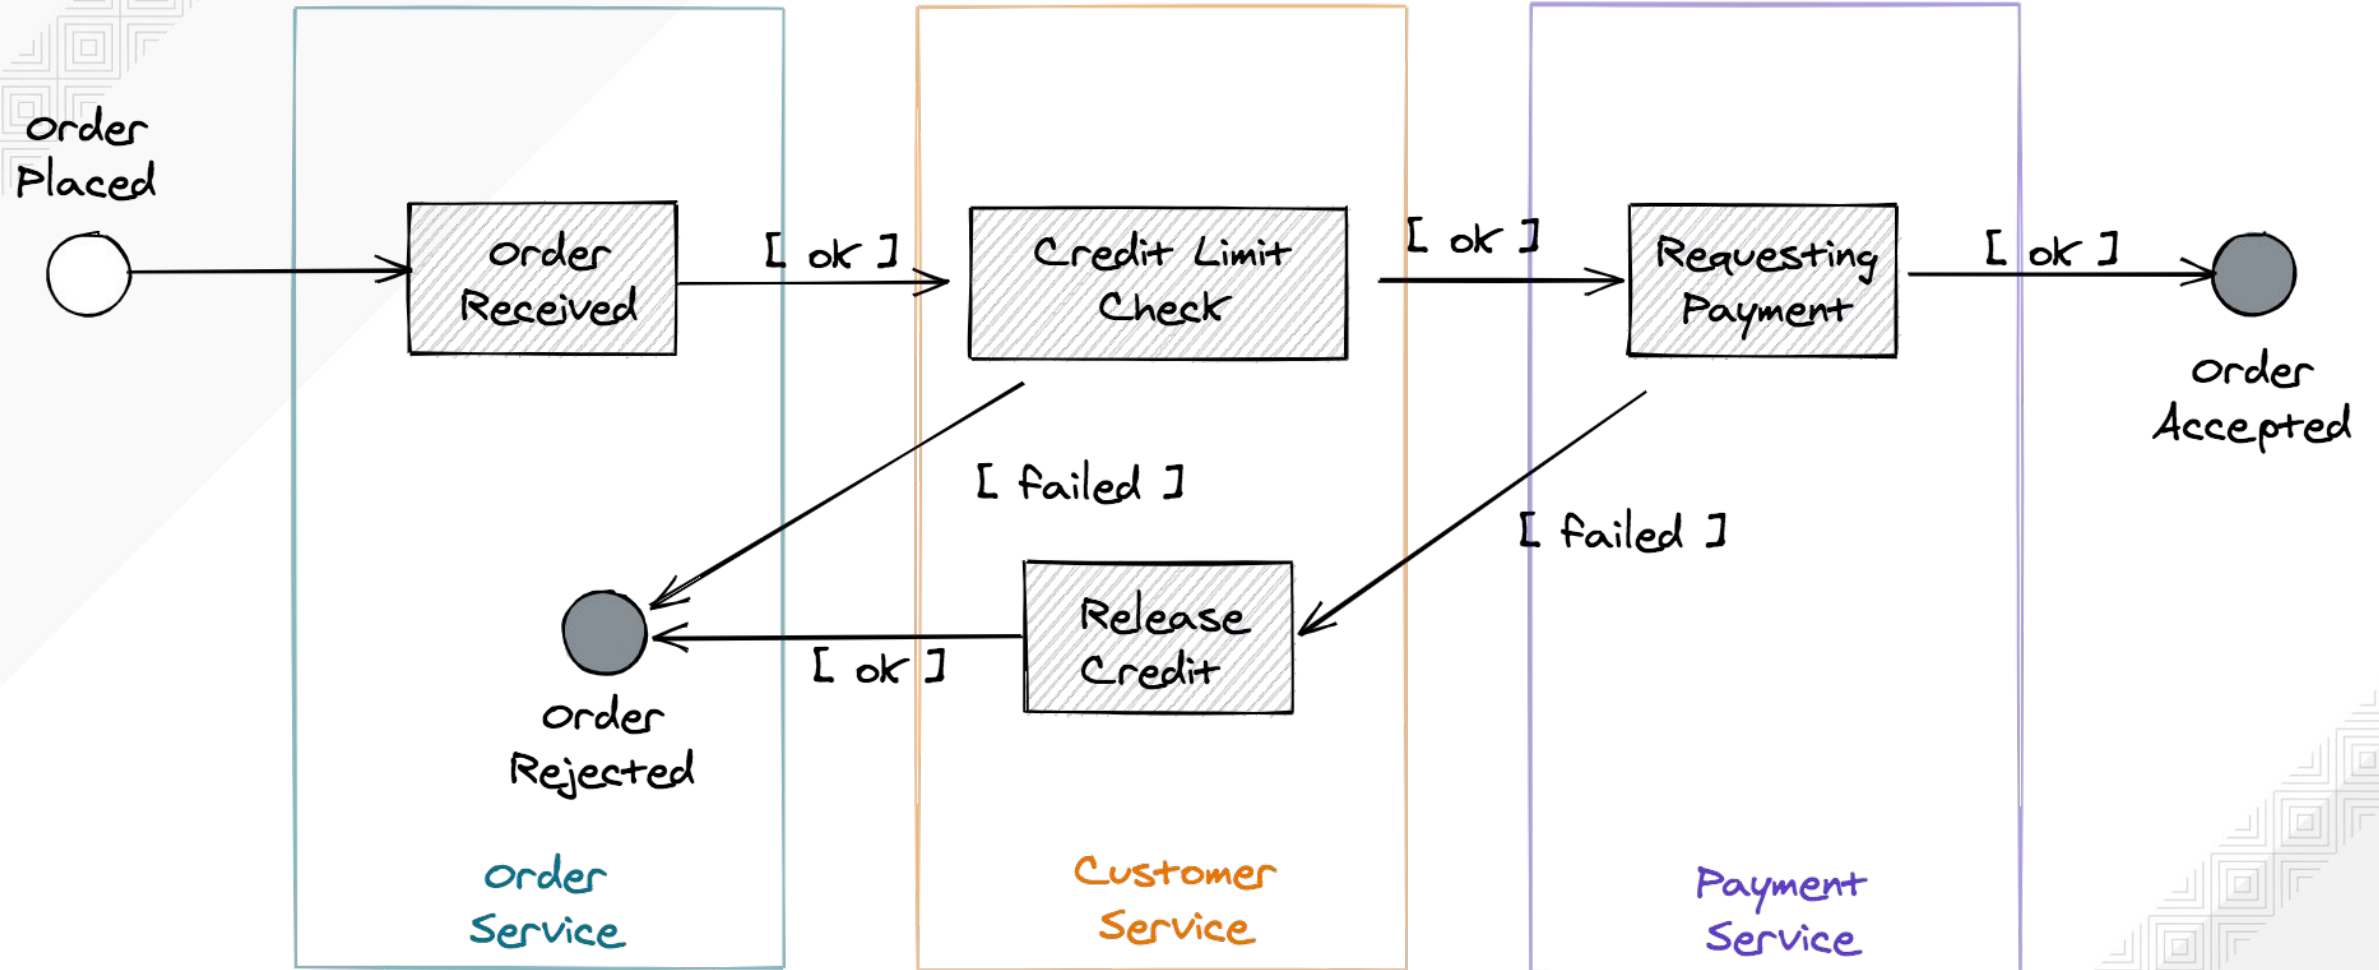 Order
Placed
Order
Received
[ ok ]
Credit Limit
Check
[ ok ]
Requesting
Payment
[ ok ]
Order
Accepted
[ failed ]
[ failed ]
Release
Credit
[ ok ]
Order
Rejected
Order
Service
Customer
Service
Payment
Service